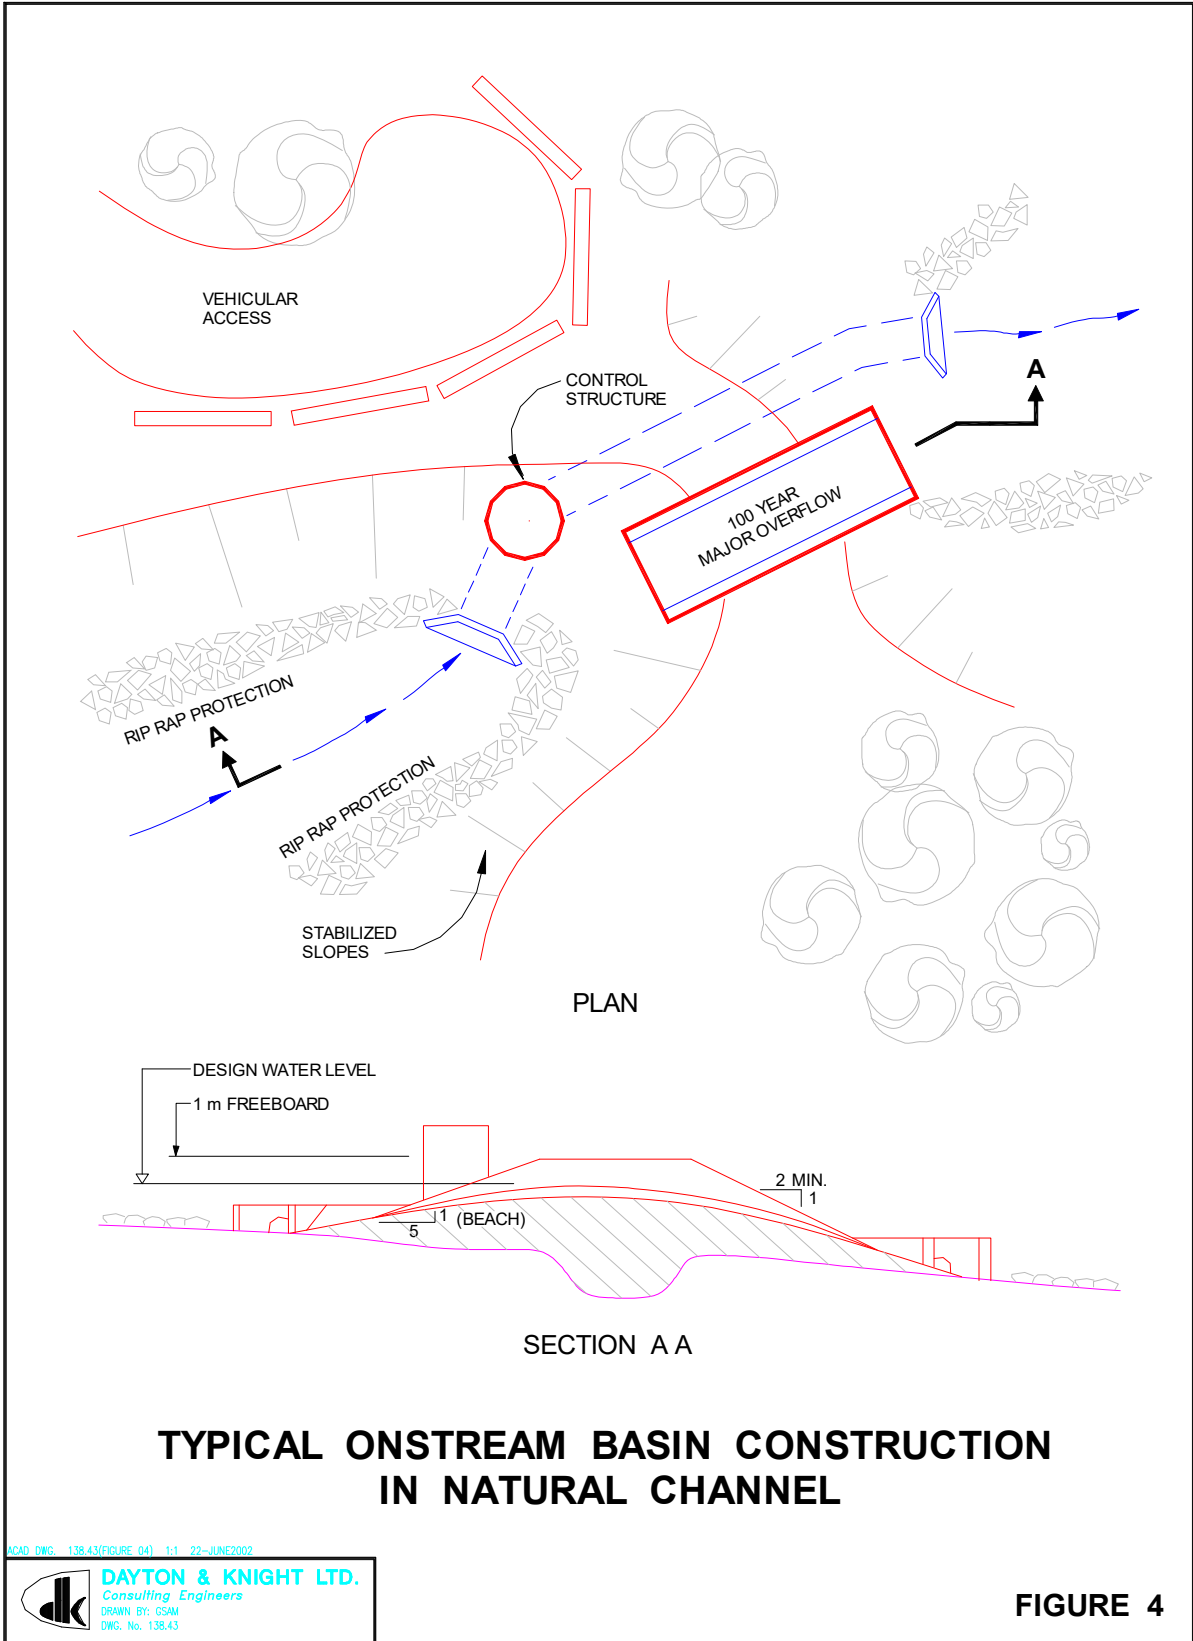 VEHICULAR
ACCESS
CONTROL
STRUCTURE
A
100 YEAR
MAJOR OVERFLOW
RIP RAP PROTECTION
A
RIP RAP PROTECTION
STABILIZED
SLOPES
PLAN
DESIGN WATER LEVEL
1 m FREEBOARD
2 MIN.
1
1
(BEACH)
5
SECTION A A
TYPICAL ONSTREAM BASIN CONSTRUCTION
IN NATURAL CHANNEL
ACAD DWG. 138.43(FIGURE 04) 1:1 22-JUNE2002
dk
DAYTON & KNIGHT LTD.
Consulting Engineers
DRAWN BY: GSAM
DWG. No. 138.43
FIGURE 4